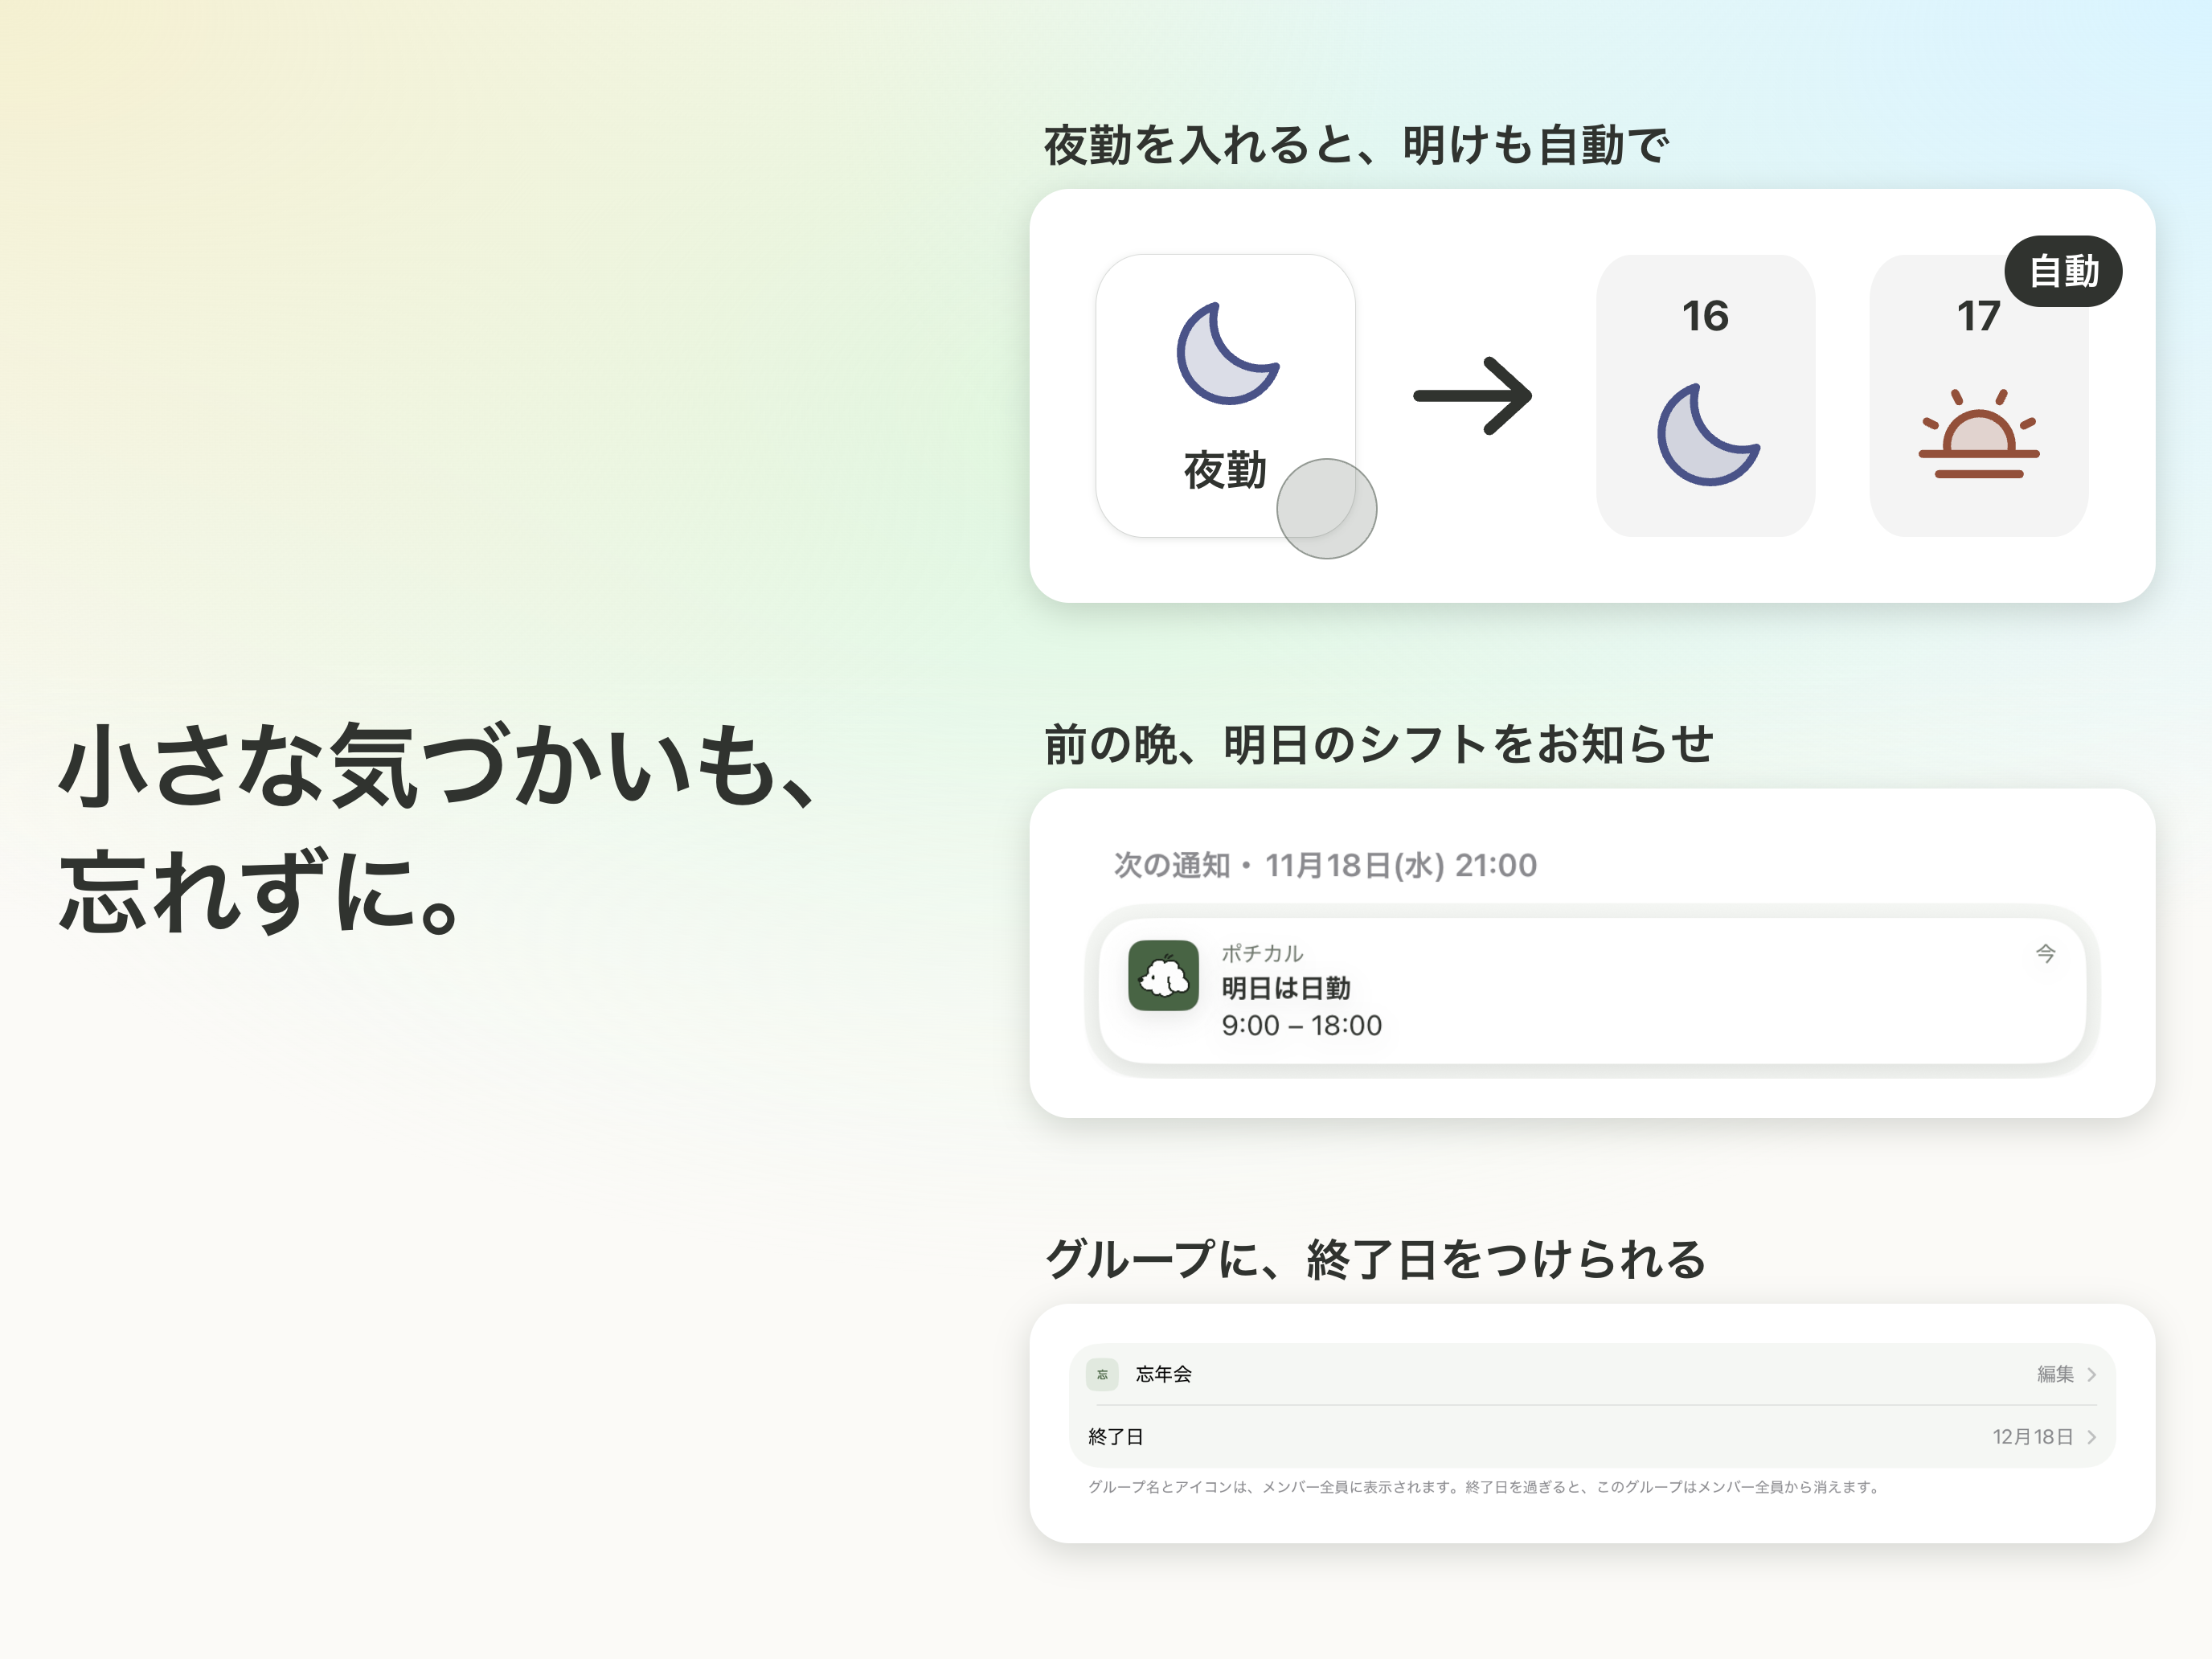 小さな気づかいも、
忘れずに。
夜勤を入れると、明けも自動で
夜勤
16
17
自動
前の晩、明日のシフトをお知らせ
次の通知・11月18日(水) 21:00
ポチカル
今
明日は日勤
9:00 – 18:00
グループに、終了日をつけられる
忘
忘年会
編集
終了日
12月18日
グループ名とアイコンは、メンバー全員に表示されます。終了日を過ぎると、このグループはメンバー全員から消えます。